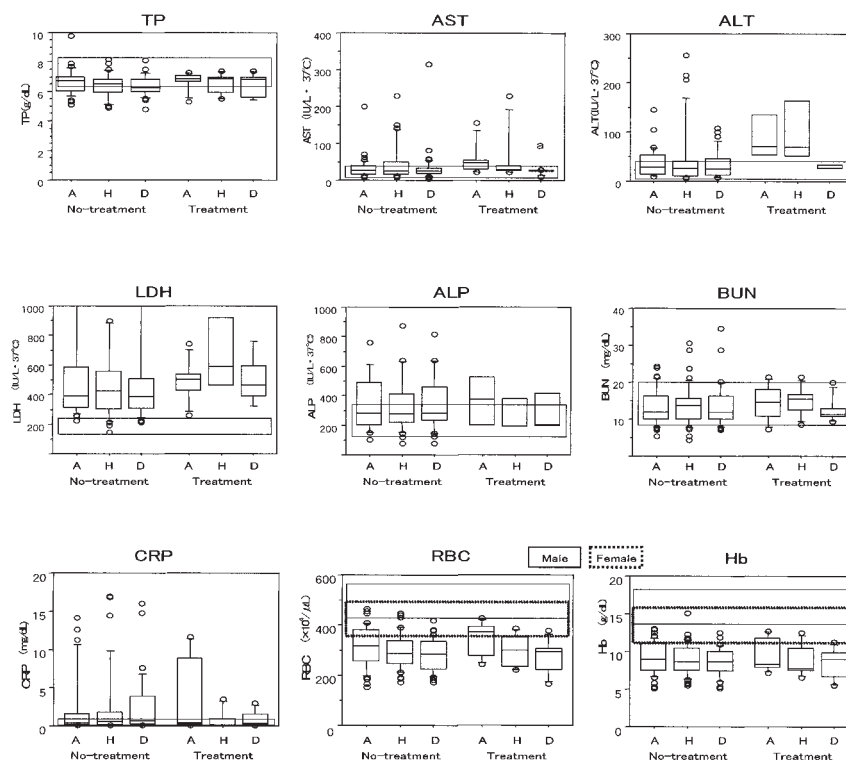 TP
AST
ALT
TP(g/dL)
10
8
6
4
2
0
A H D A H D
No-treatment Treatment
AST (IU/L・37℃)
400
300
200
100
0
A H D A H D
No-treatment Treatment
ALT(IU/L・37℃)
300
200
100
0
A H D A H D
No-treatment Treatment
LDH
ALP
BUN
LDH (IU/L・37℃)
1000
800
600
400
200
0
A H D A H D
No-treatment Treatment
ALP (IU/L・37℃)
1000
800
600
400
200
0
A H D A H D
No-treatment Treatment
BUN (mg/dL)
40
30
20
10
0
A H D A H D
No-treatment Treatment
CRP
RBC
Male Female
Hb
CRP (mg/dL)
20
15
10
5
0
A H D A H D
No-treatment Treatment
RBC
600
400
200
0
A H D A H D
No-treatment Treatment
Hb (g/dL)
20
15
10
5
0
A H D A H D
No-treatment Treatment